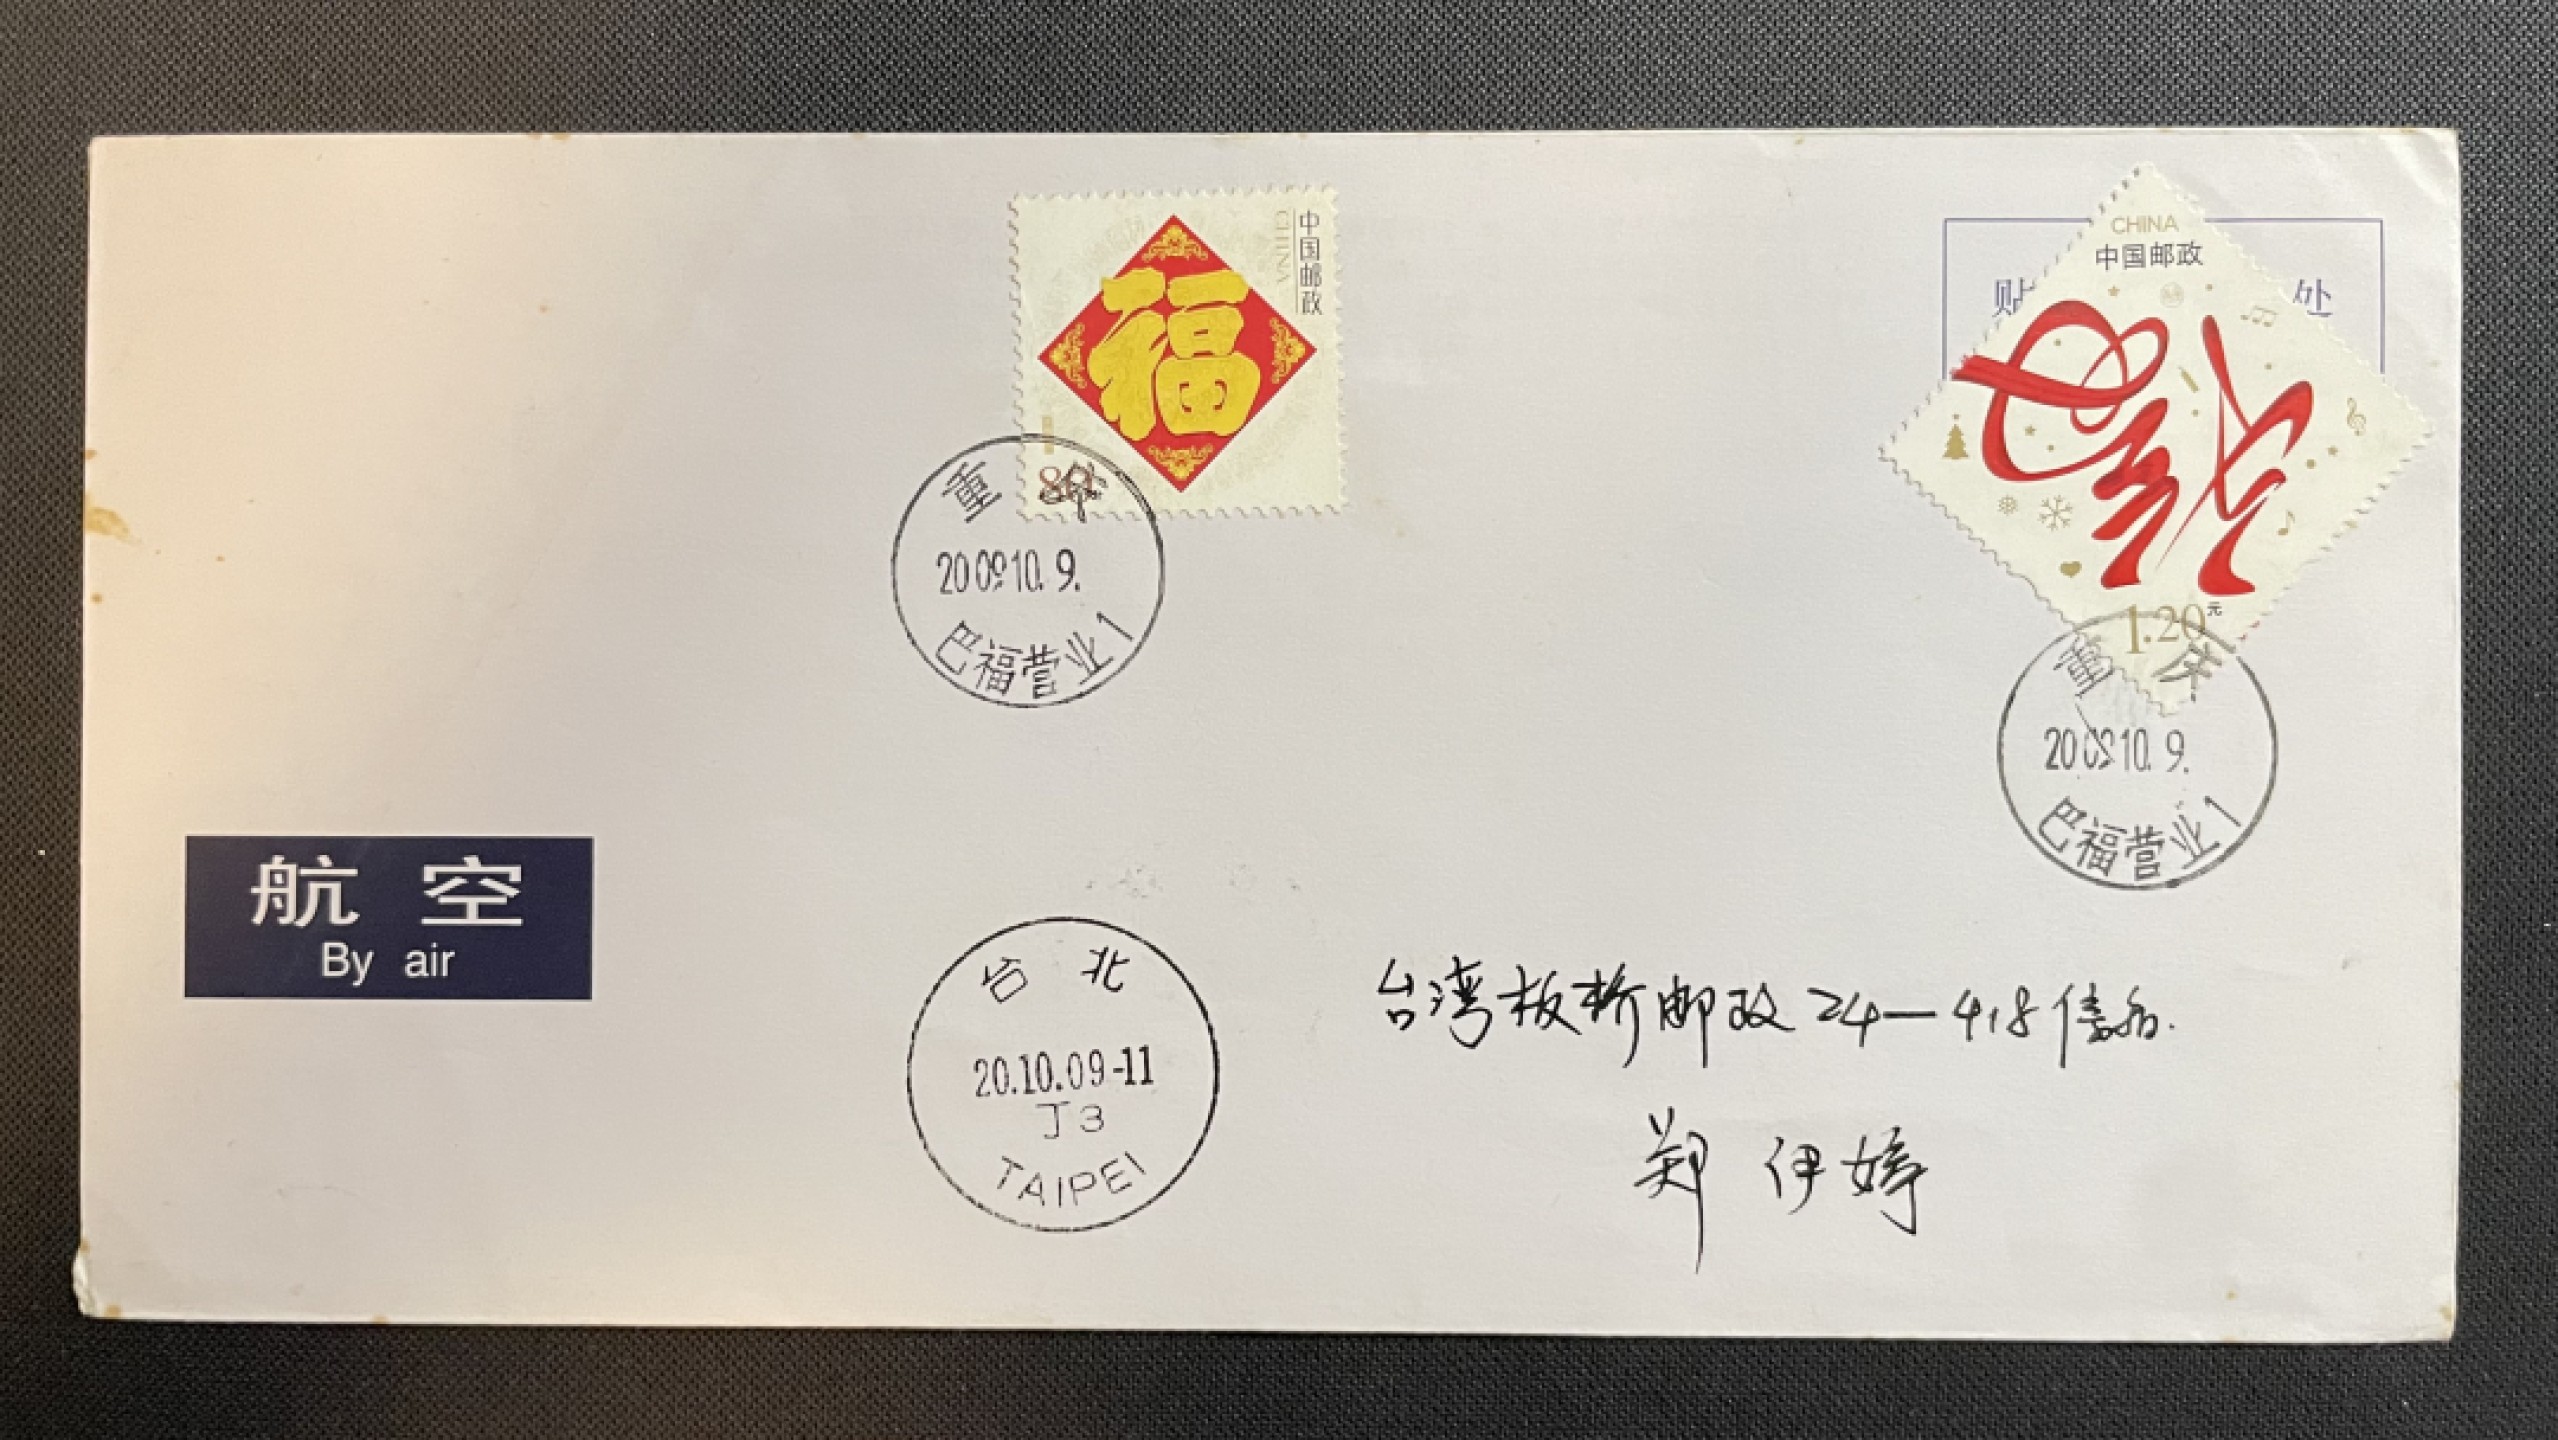 中国邮政
CHINA
福
80
CHINA
中国邮政
贴 处
1.20元
重庆
2009.10.9.
巴福营业1
重庆
2009.10.9.
巴福营业1
航空
By air
台北
20.10.09-11
丁3
TAIPEI
台湾板桥邮政24—418信箱.
郑伊婷